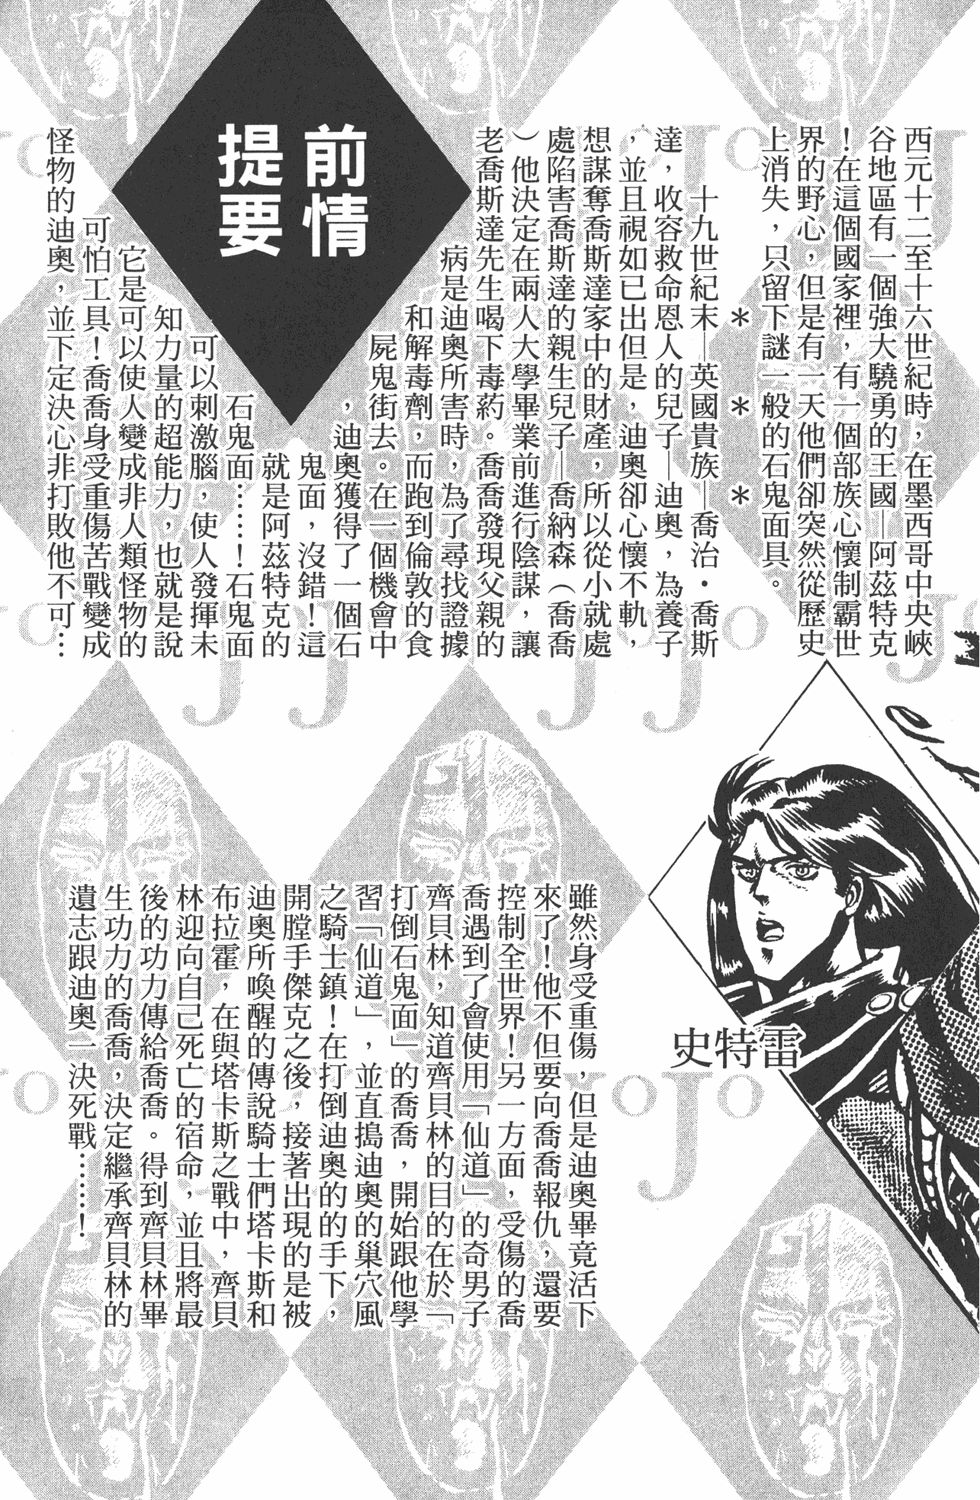 前情
提要
西元十二至十六世紀時，在墨西哥中央峽
谷地區有一個強大驍勇的王國—阿茲特克
！在這個國家裡，有一個部族心懷制霸世
界的野心，但是有一天他們卻突然從歷史
上消失，只留下謎一般的石鬼面具。
＊　＊　＊
十九世紀末—英國貴族—喬治・喬斯
達，收容救命恩人的兒子—迪奧，為養子
，並且視如已出但是，迪奧卻心懷不軌，
想謀奪喬斯達家中的財產，所以從小就處
處陷害喬斯達的親生兒子—喬納森（喬喬
）他決定在兩人大學畢業前進行陰謀，讓
老喬斯達先生喝下毒葯。喬喬發現父親的
病是迪奧所害時，為了尋找證據
和解毒劑，而跑到倫敦的食
屍鬼街去。在一個機會中
，迪奧獲得了一個石
鬼面，沒錯！這
就是阿茲特克的
石鬼面……！石鬼面
可以刺激腦，使人發揮未
知力量的超能力，也就是說
它是可以使人變成非人類怪物的
可怕工具！喬喬身受重傷苦戰變成
怪物的迪奧，並下定決心非打敗他不可…
史特雷
雖然身受重傷，但是迪奧畢竟活下
來了！他不但要向喬喬報仇，還要
控制全世界！另一方面，受傷的喬
喬遇到了會使用「仙道」的奇男子
齊貝林，知道齊貝林的目的在於「
打倒石鬼面」的喬喬，開始跟他學
習「仙道」，並直搗迪奧的巢穴風
之騎士鎮！在打倒迪奧的的手下，
開膛手傑克之後，接著出現的是被
迪奧所喚醒的傳說騎士們塔卡斯和
布拉霍，在與塔卡斯之戰中，齊貝
林迎向自己死亡的宿命，並且將最
後的功力傳給喬喬。得到齊貝林畢
生功力的喬喬，決定繼承齊貝林的
遺志跟迪奧一決死戰……！
JoJo